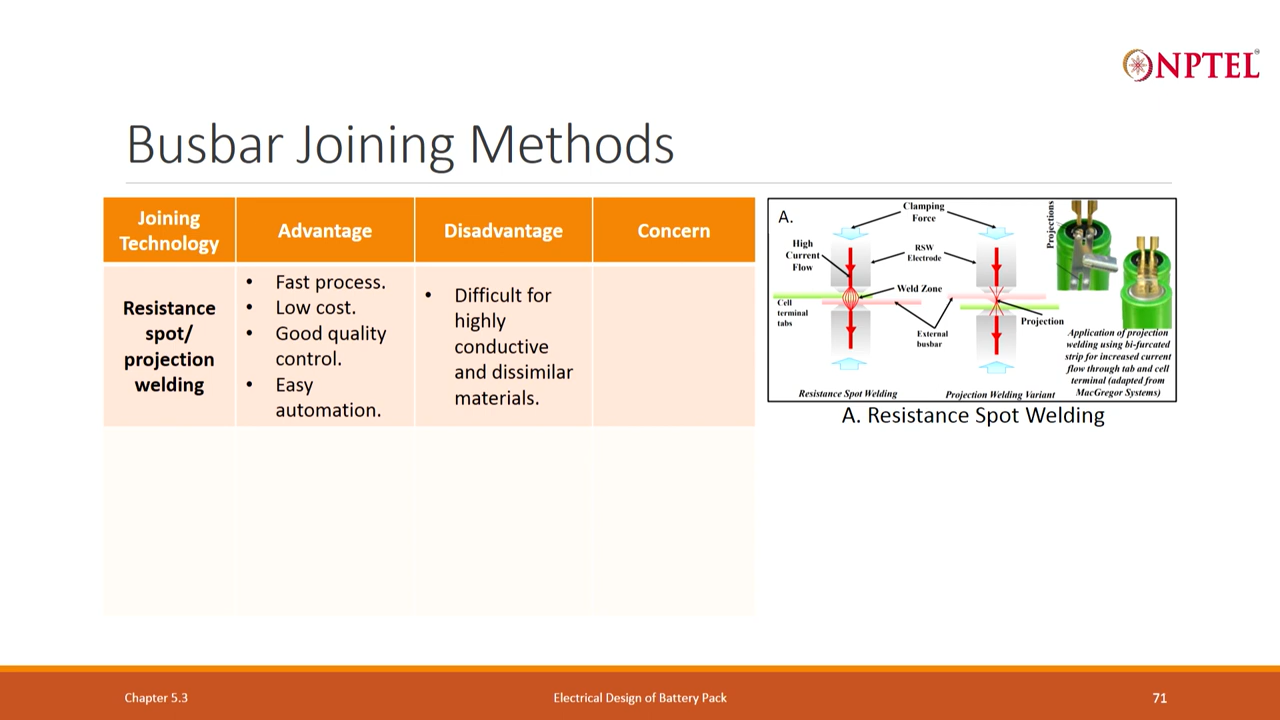 NPTEL
Busbar Joining Methods
Joining
Technology
Advantage
Disadvantage
Concern
Resistance
spot/
projection
welding
• Fast process.
• Low cost.
• Good quality
control.
• Easy
automation.
• Difficult for
highly
conductive
and dissimilar
materials.
A.
Clamping
Force
High
Current
Flow
RSW
Electrode
Weld Zone
Cell
terminal
tabs
External
busbar
Projection
Projections
Application of projection
welding using bi-furcated
strip for increased current
flow through tab and cell
terminal (adapted from
MacGregor Systems)
Resistance Spot Welding
Projection Welding Variant
A. Resistance Spot Welding
Chapter 5.3
Electrical Design of Battery Pack
71